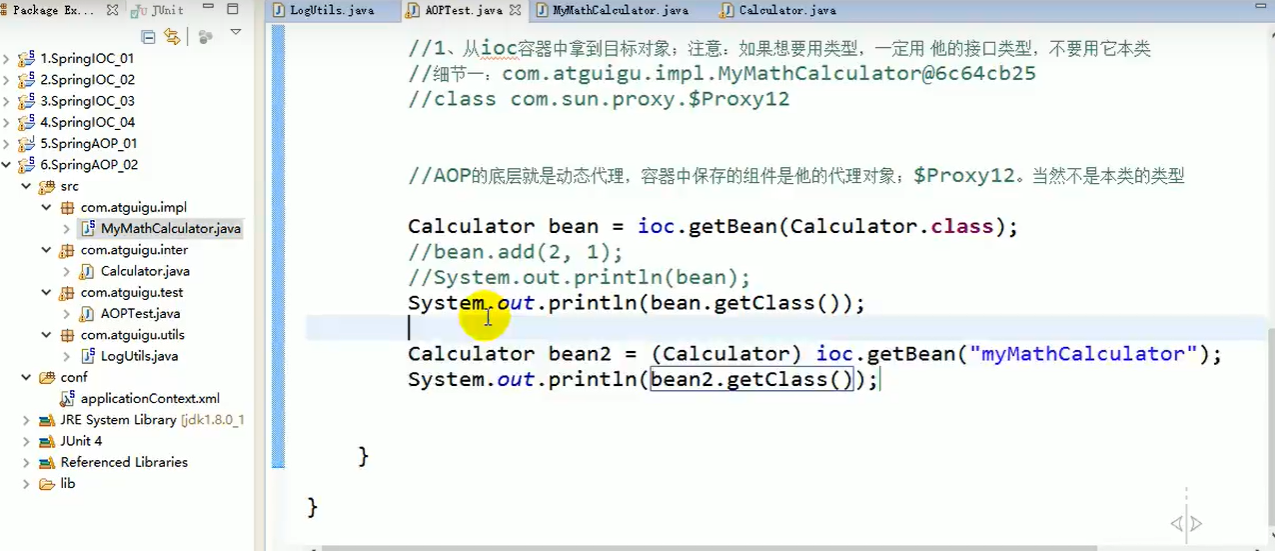 Package Ex...
JUnit
1.SpringIOC_01
2.SpringIOC_02
3.SpringIOC_03
4.SpringIOC_04
5.SpringAOP_01
6.SpringAOP_02
src
com.atguigu.impl
MyMathCalculator.java
com.atguigu.inter
Calculator.java
com.atguigu.test
AOPTest.java
com.atguigu.utils
LogUtils.java
conf
applicationContext.xml
JRE System Library [jdk1.8.0_1
JUnit 4
Referenced Libraries
lib
LogUtils.java
AOPTest.java
MyMathCalculator.java
Calculator.java
//1、从ioc容器中拿到目标对象；注意：如果想要用类型，一定用 他的接口类型，不要用它本类
//细节一：com.atguigu.impl.MyMathCalculator@6c64cb25
//class com.sun.proxy.$Proxy12
//AOP的底层就是动态代理，容器中保存的组件是他的代理对象；$Proxy12。当然不是本类的类型
Calculator bean = ioc.getBean(Calculator.class);
//bean.add(2, 1);
//System.out.println(bean);
System.out.println(bean.getClass());
Calculator bean2 = (Calculator) ioc.getBean("myMathCalculator");
System.out.println(bean2.getClass());
}
}